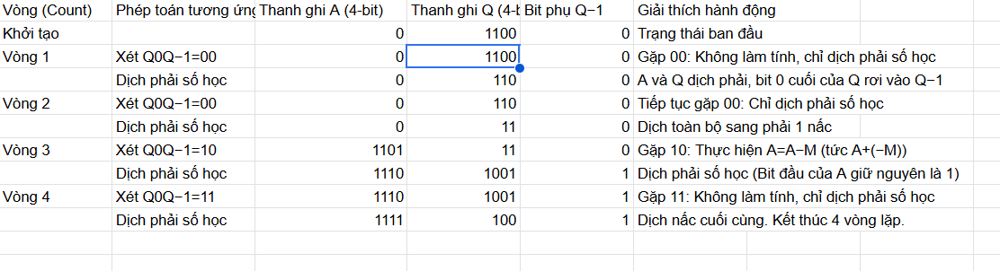 Vòng (Count) Phép toán tương ứng Thanh ghi A (4-bit) Thanh ghi Q (4-b Bit phụ Q−1 Giải thích hành động
Khởi tạo 0 1100 0 Trạng thái ban đầu
Vòng 1 Xét Q0Q−1=00 0 1100 0 Gặp 00: Không làm tính, chỉ dịch phải số học
Dịch phải số học 0 110 0 A và Q dịch phải, bit 0 cuối của Q rơi vào Q−1
Vòng 2 Xét Q0Q−1=00 0 110 0 Tiếp tục gặp 00: Chỉ dịch phải số học
Dịch phải số học 0 11 0 Dịch toàn bộ sang phải 1 nấc
Vòng 3 Xét Q0Q−1=10 1101 11 0 Gặp 10: Thực hiện A=A−M (tức A+(−M))
Dịch phải số học 1110 1001 1 Dịch phải số học (Bit đầu của A giữ nguyên là 1)
Vòng 4 Xét Q0Q−1=11 1110 1001 1 Gặp 11: Không làm tính, chỉ dịch phải số học
Dịch phải số học 1111 100 1 Dịch nấc cuối cùng. Kết thúc 4 vòng lặp.